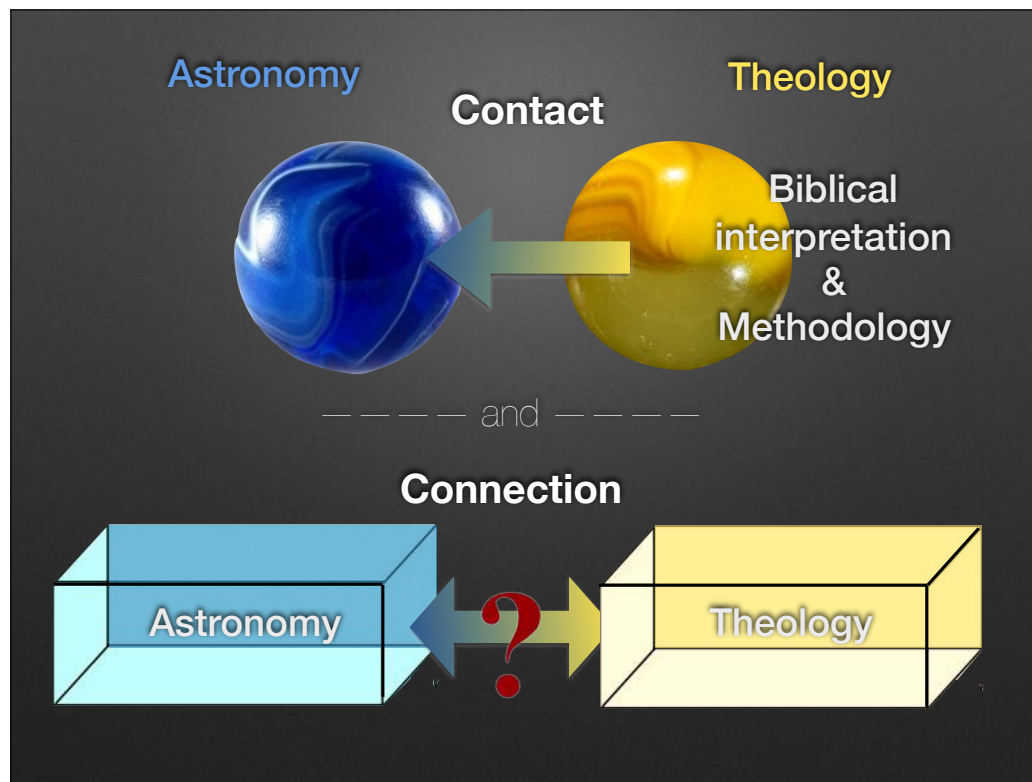 Astronomy
Theology
Contact
Biblical
interpretation
&
Methodology
— — — — and — — — —
Connection
Astronomy
?
Theology